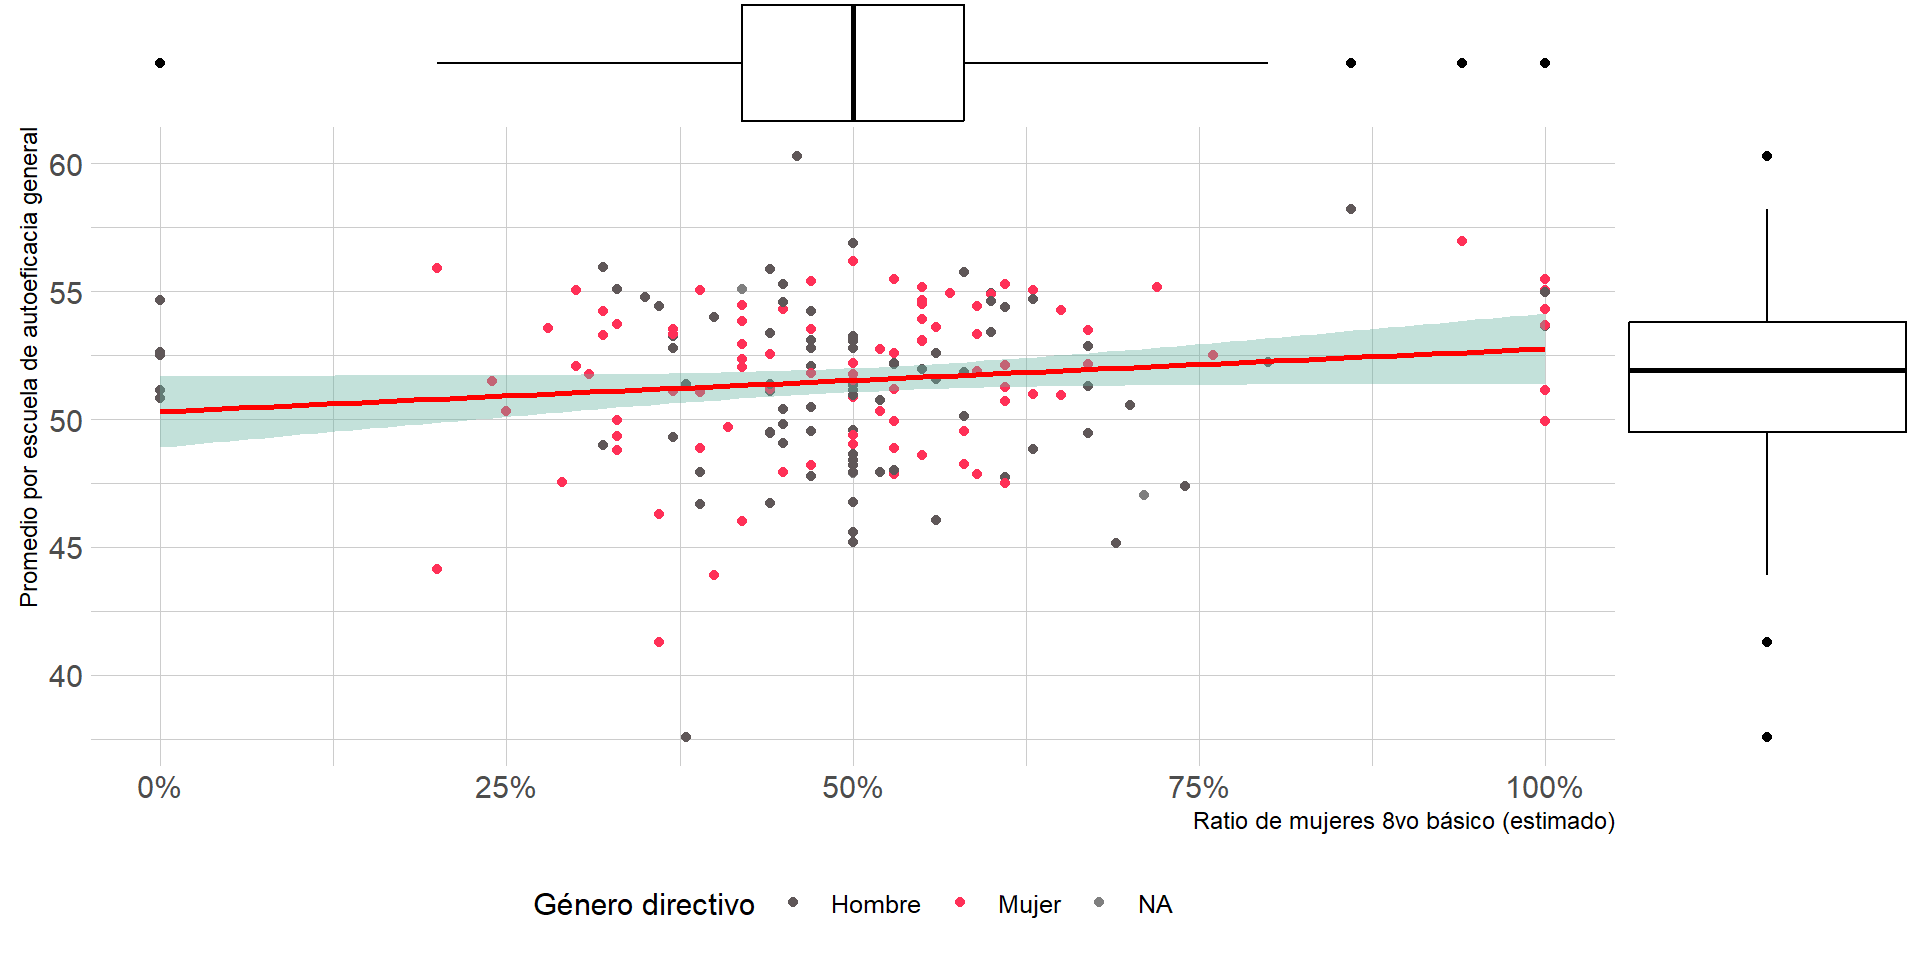 Promedio por escuela de autoeficacia general
60
55
50
45
40
0% 25% 50% 75% 100%
Ratio de mujeres 8vo básico (estimado)
Género directivo Hombre Mujer NA